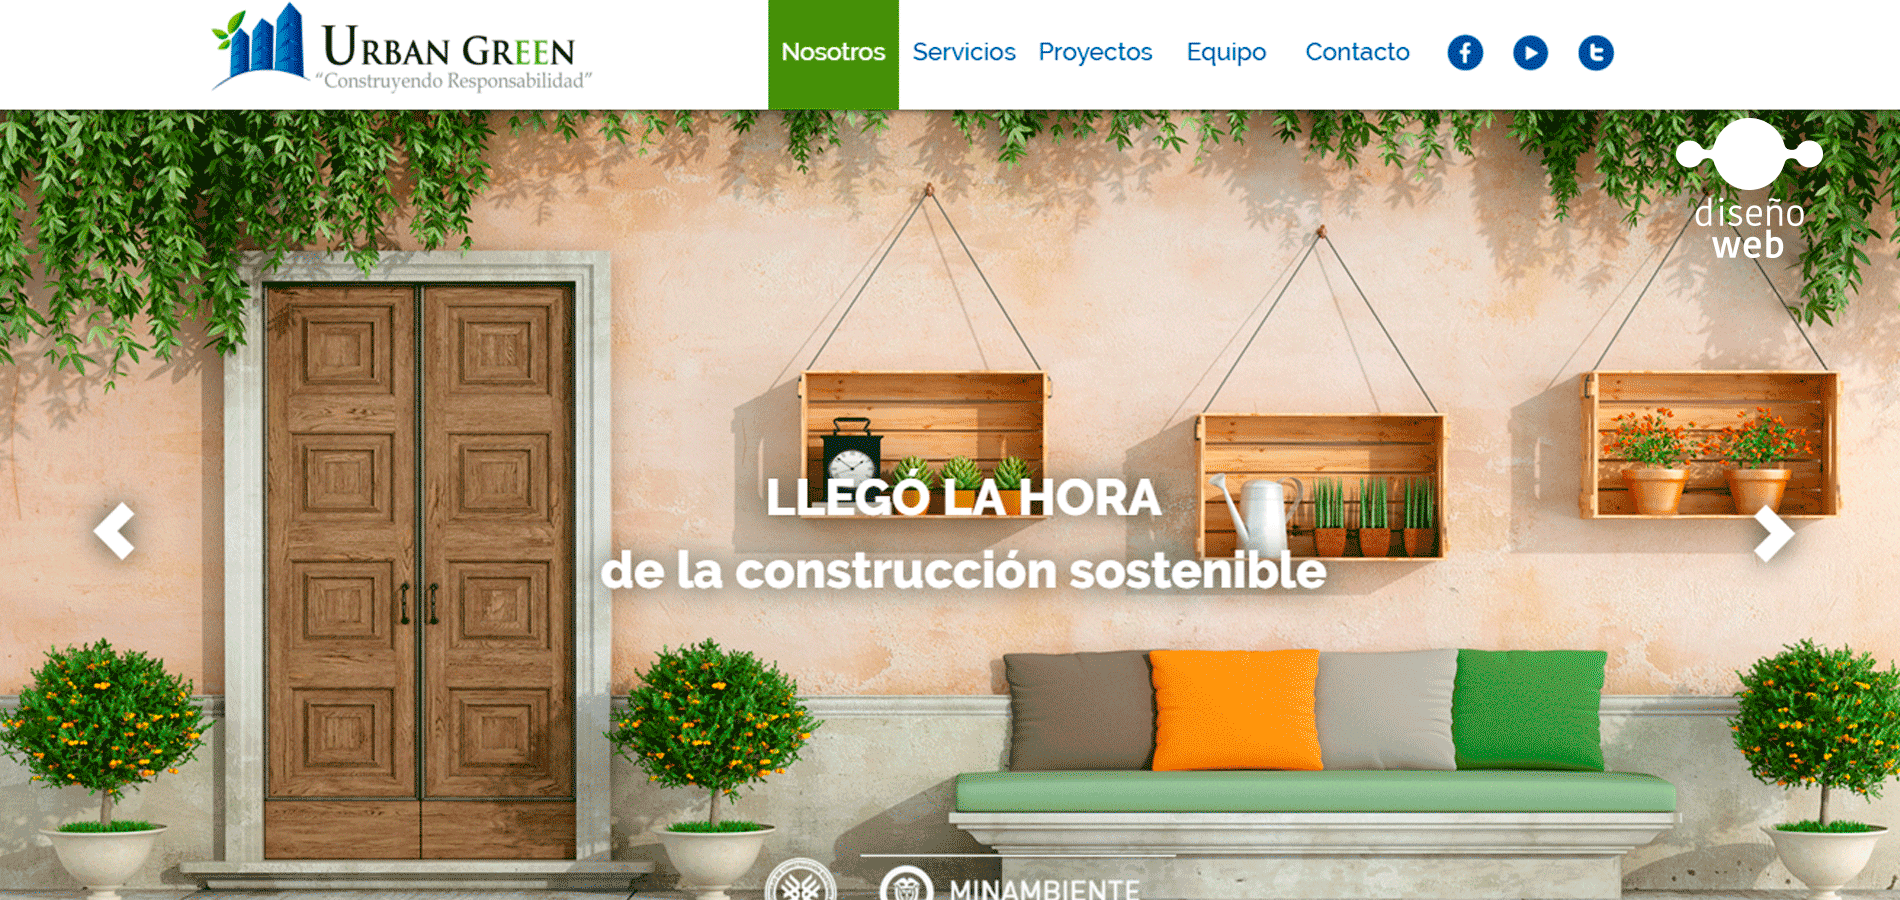 URBAN GREEN
“Construyendo Responsabilidad”
Nosotros
Servicios
Proyectos
Equipo
Contacto
diseño
web
LLEGÓ LA HORA
de la construcción sostenible
MINAMBIENTE